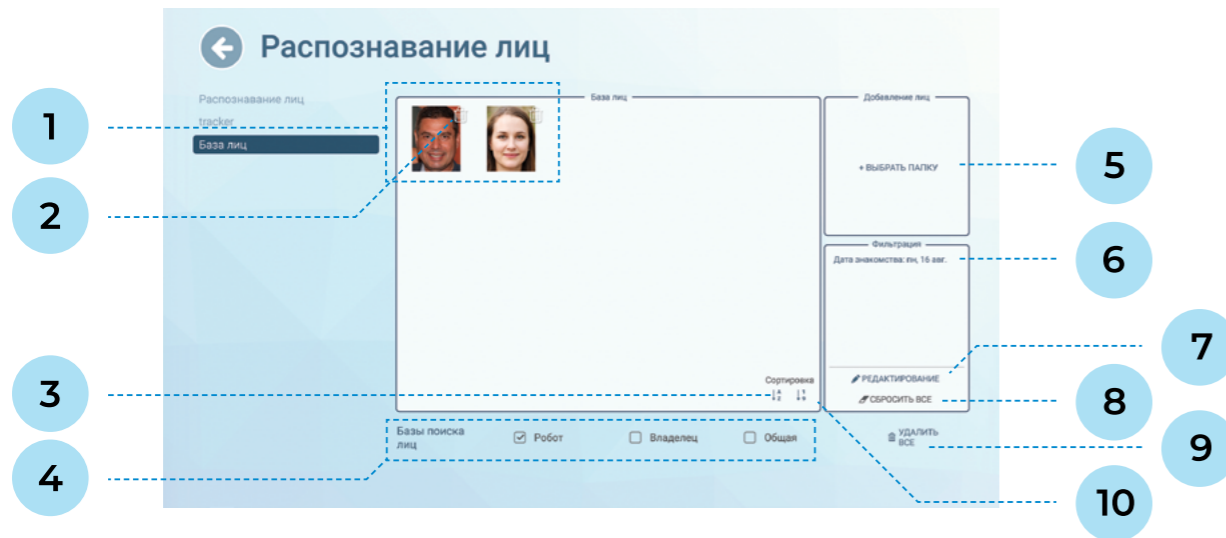 Распознавание лиц
Распознавание лиц
tracker
База лиц
База лиц
Добавление лиц
+ ВЫБРАТЬ ПАПКУ
Фильтрация
Дата знакомства: пн, 16 авг.
РЕДАКТИРОВАНИЕ
СБРОСИТЬ ВСЕ
Сортировка
A
Z
1
9
Базы поиска
лиц
Робот
Владелец
Общая
УДАЛИТЬ
ВСЕ
1
2
3
4
5
6
7
8
9
10